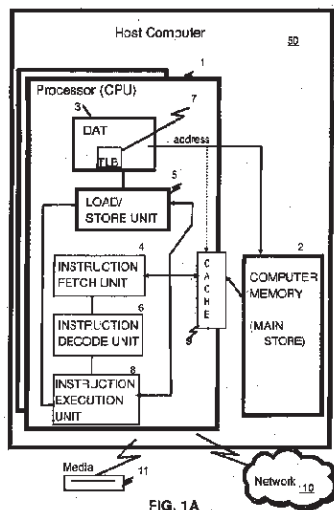 Host Computer
50
1
Processor (CPU)
3
7
DAT
TLB
address
5
LOAD/
STORE UNIT
4
INSTRUCTION
FETCH UNIT
6
INSTRUCTION
DECODE UNIT
8
INSTRUCTION
EXECUTION
UNIT
C
A
C
H
E
9
2
COMPUTER
MEMORY
(MAIN
STORE)
Media
11
Network
10
FIG. 1A